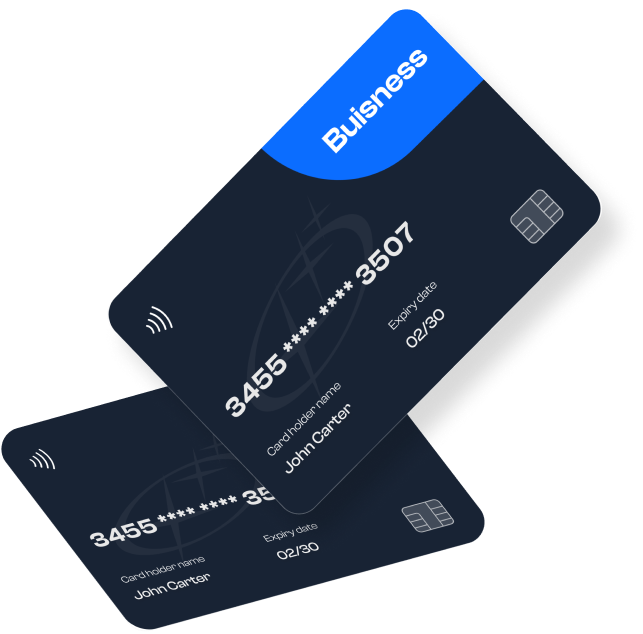 Buisness
3455 **** **** 3507
Expiry date
02/30
Card holder name
John Carter
3455 **** **** 35
Expiry date
02/30
Card holder name
John Carter